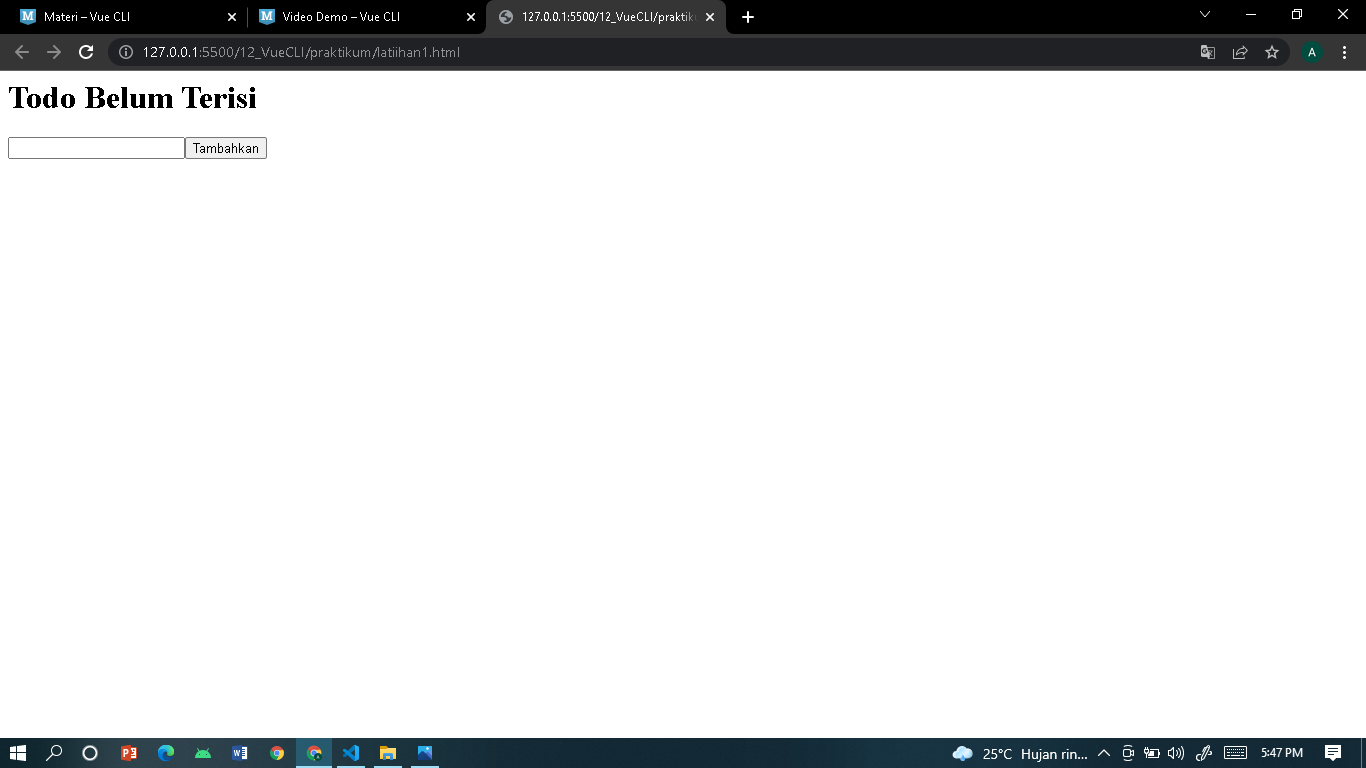 Materi – Vue CLI
Video Demo – Vue CLI
127.0.0.1:5500/12_VueCLI/praktik
127.0.0.1:5500/12_VueCLI/praktikum/latiihan1.html
A
Todo Belum Terisi
Tambahkan
25°C Hujan rin...
5:47 PM